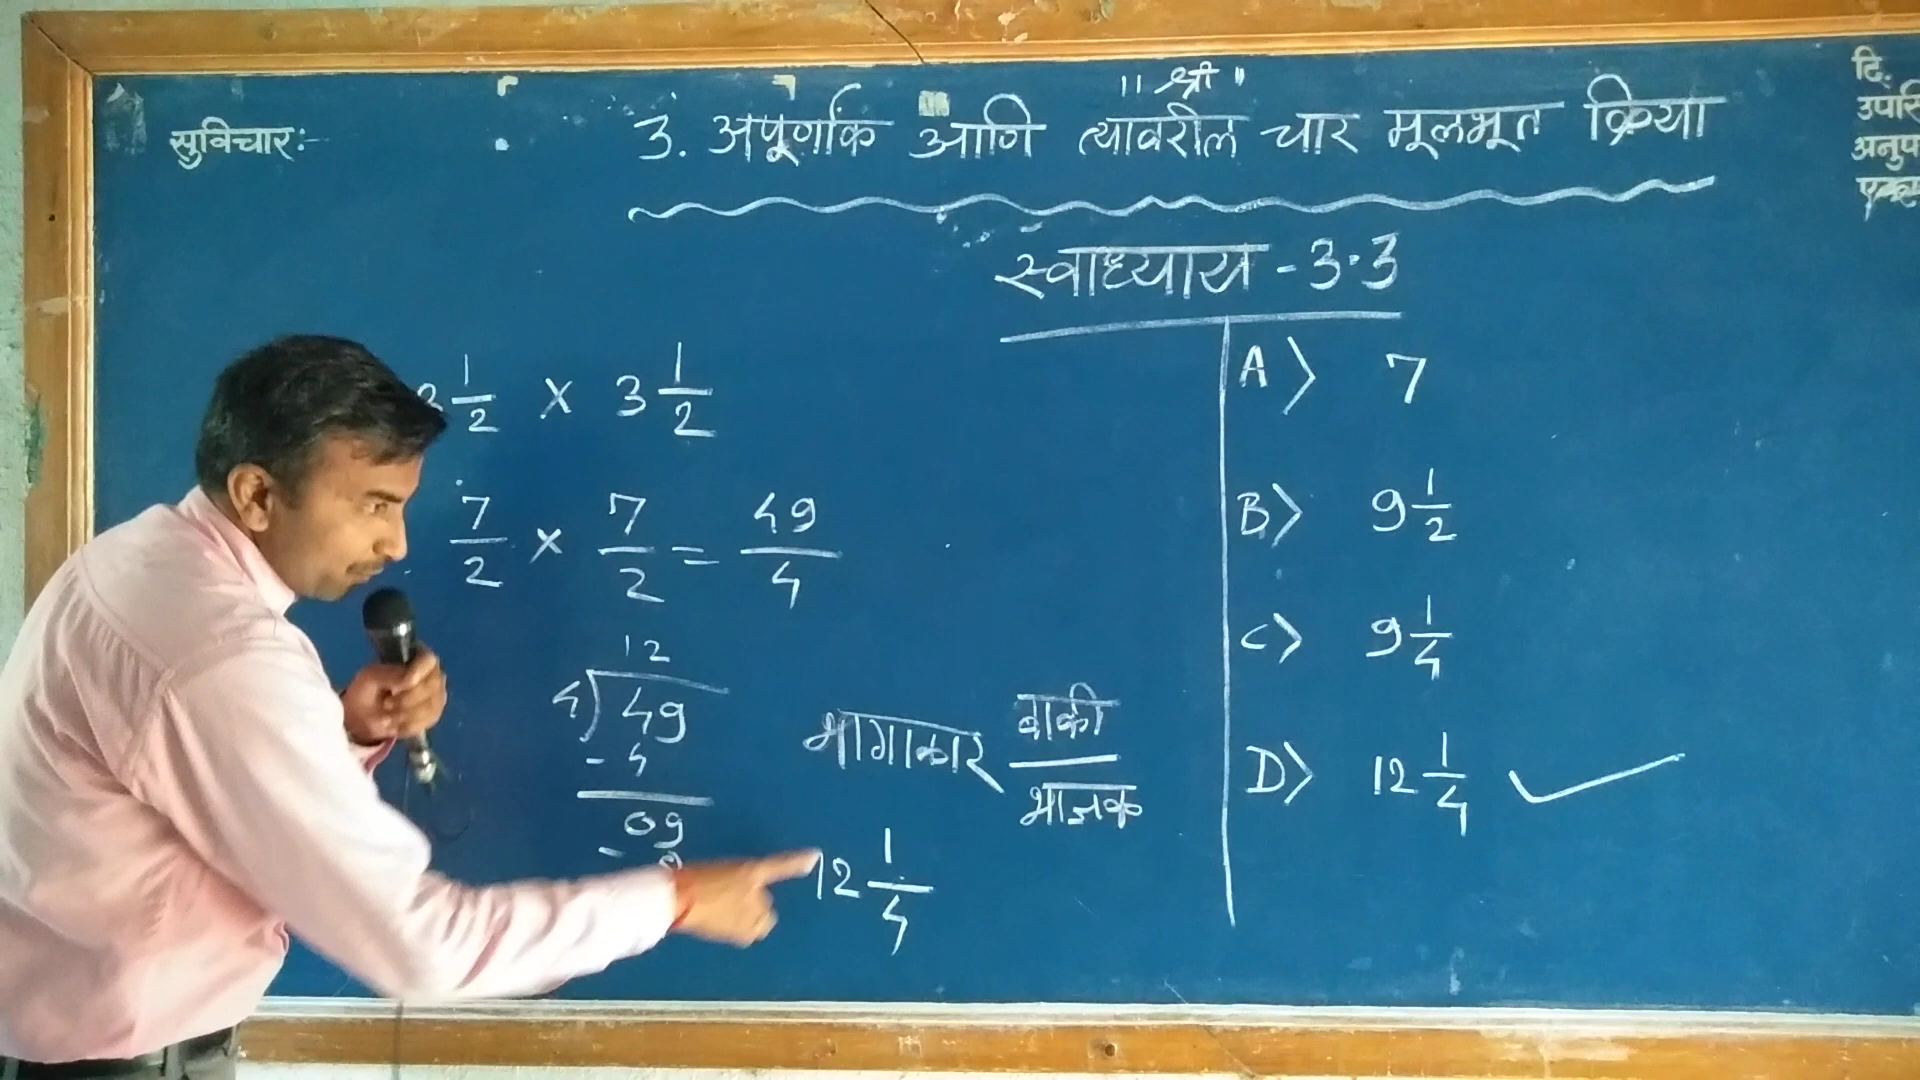 ॥ श्री ॥
सुविचार:-
3. अपूर्णांक आणि त्यावरील चार मूलभूत क्रिया
दि.
स्वाध्याय - 3.3
3 1/2 × 3 1/2
7/2 × 7/2 = 49/4
12
4) 49
- 4
09
-
भागाकार बाकी/भाजक
12 1/4
A> 7
B> 9 1/2
C> 9 1/4
D> 12 1/4 ✓